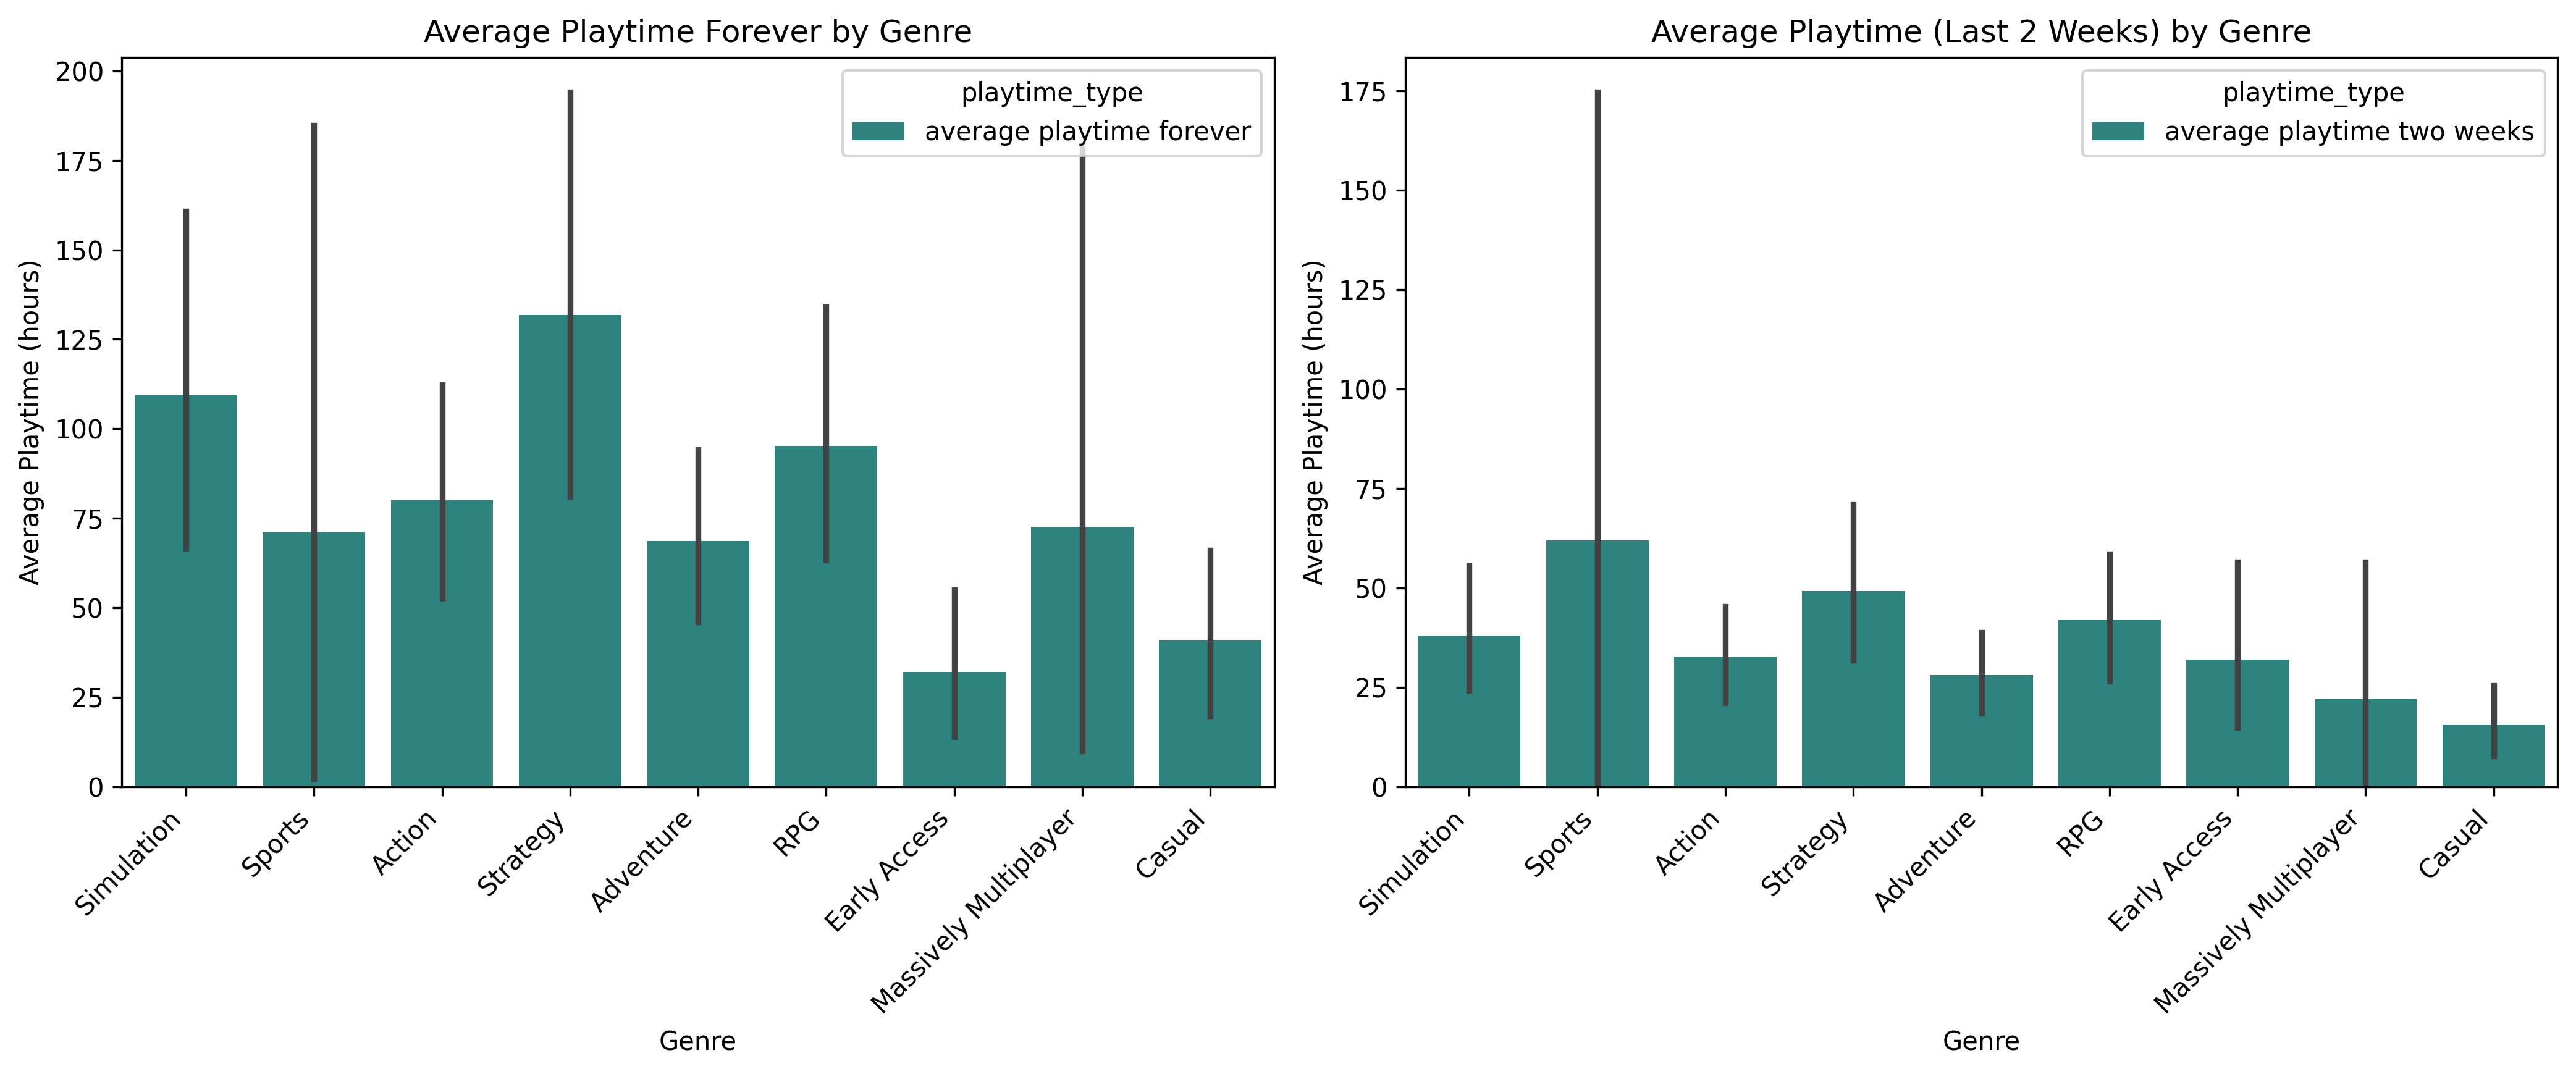 Average Playtime Forever by Genre
Average Playtime (hours)
200
175
150
125
100
75
50
25
0
playtime_type
average playtime forever
Simulation
Sports
Action
Strategy
Adventure
RPG
Early Access
Massively Multiplayer
Casual
Genre
Average Playtime (Last 2 Weeks) by Genre
Average Playtime (hours)
175
150
125
100
75
50
25
0
playtime_type
average playtime two weeks
Simulation
Sports
Action
Strategy
Adventure
RPG
Early Access
Massively Multiplayer
Casual
Genre